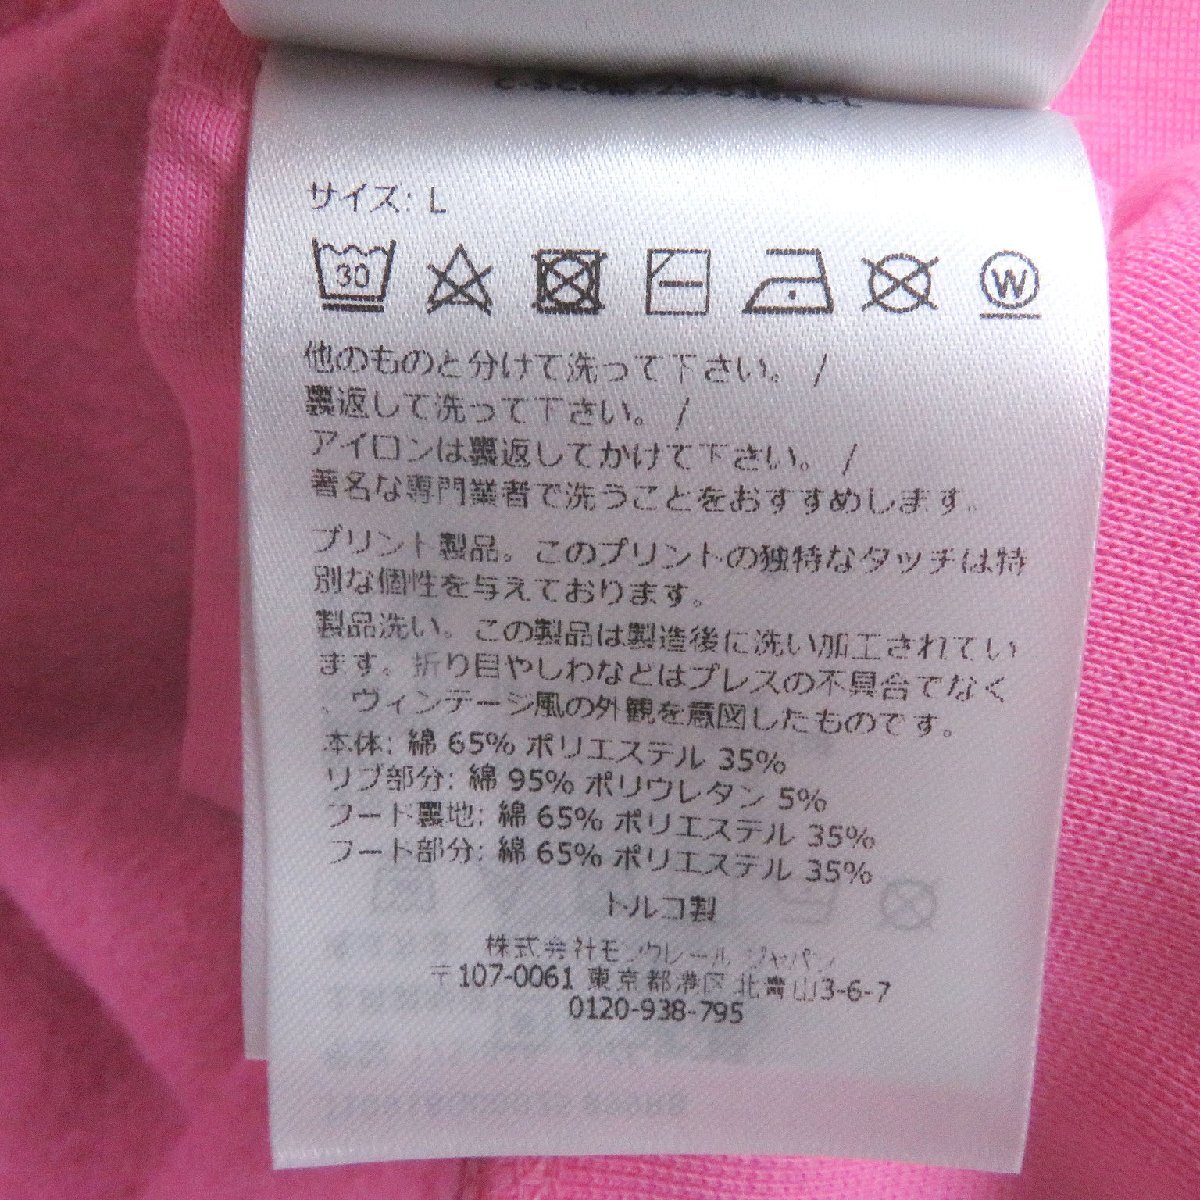 サイズ: L
30
W
他のものと分けて洗って下さい。 /
裏返して洗って下さい。 /
アイロンは裏返してかけて下さい。 /
著名な専門業者で洗うことをおすすめします。
プリント製品。このプリントの独特なタッチは特
別な個性を与えております。
製品洗い。この製品は製造後に洗い加工されてい
ます。折り目やしわなどはプレスの不具合でなく
、ヴィンテージ風の外観を意図したものです。
本体: 綿 65% ポリエステル 35%
リブ部分: 綿 95% ポリウレタン 5%
フード裏地: 綿 65% ポリエステル 35%
フード部分: 綿 65% ポリエステル 35%
トルコ製
株式会社モンクレール ジャパン
〒107-0061 東京都港区 北青山3-6-7
0120-938-795